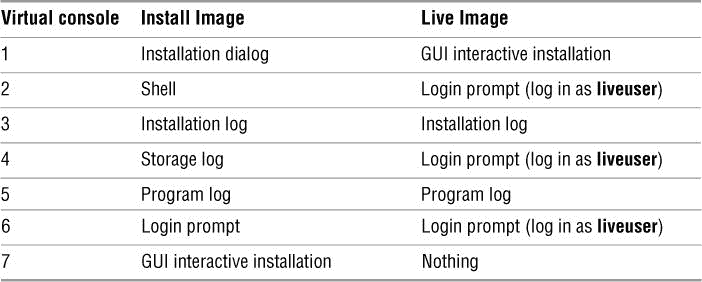 Virtual console Install Image Live Image
1 Installation dialog GUI interactive installation
2 Shell Login prompt (log in as liveuser)
3 Installation log Installation log
4 Storage log Login prompt (log in as liveuser)
5 Program log Program log
6 Login prompt Login prompt (log in as liveuser)
7 GUI interactive installation Nothing